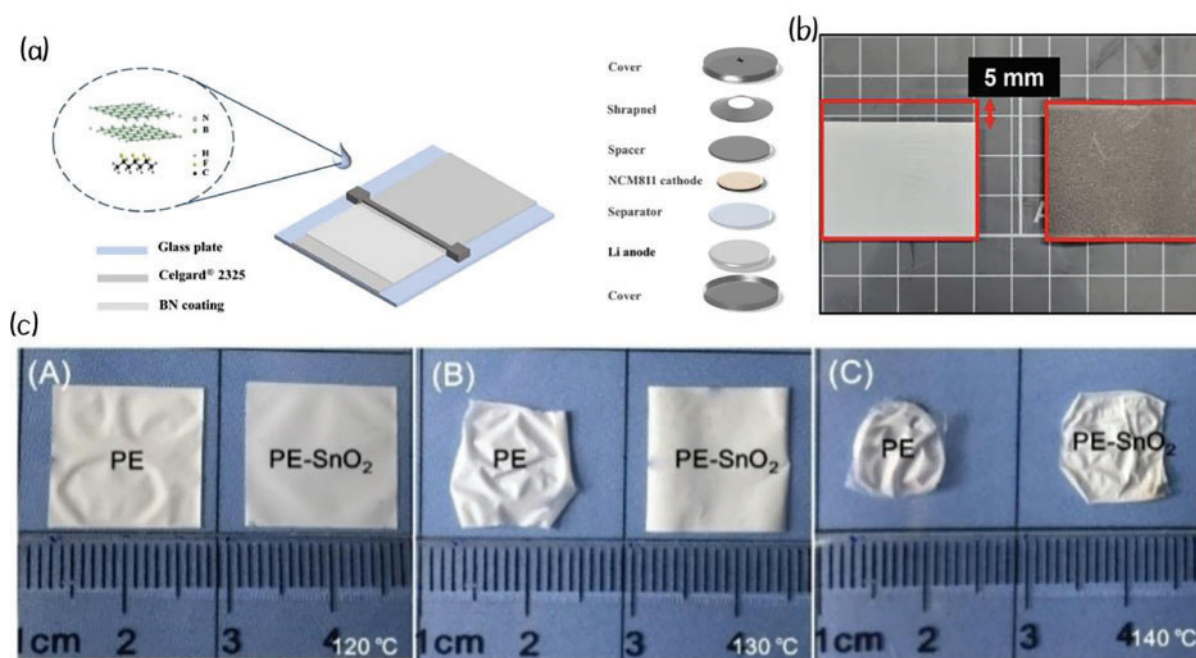 (a)
N
B
H
F
C
Glass plate
Celgard® 2325
BN coating
Cover
Shrapnel
Spacer
NCM811 cathode
Separator
Li anode
Cover
(b)
5 mm
(c)
(A)
PE
PE-SnO₂
1cm 2 3 4
120 °C
(B)
PE
PE-SnO₂
1cm 2 3 4
130 °C
(C)
PE
PE-SnO₂
1cm 2 3 4
140 °C